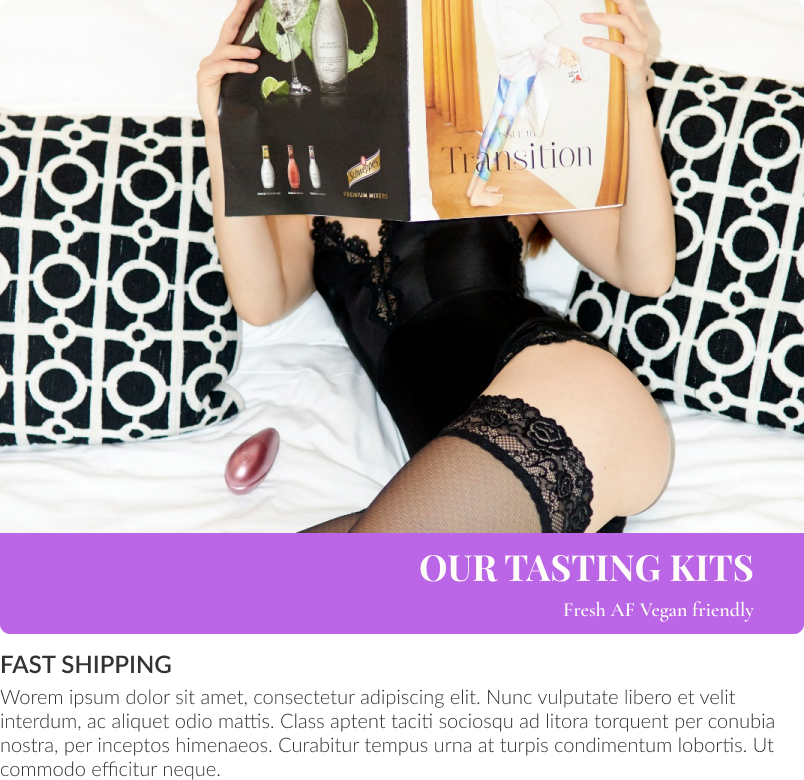 Schweppes
PREMIUM MIXERS
Transition
OUR TASTING KITS
Fresh AF Vegan friendly
FAST SHIPPING
Worem ipsum dolor sit amet, consectetur adipiscing elit. Nunc vulputate libero et velit
interdum, ac aliquet odio mattis. Class aptent taciti sociosqu ad litora torquent per conubia
nostra, per inceptos himenaeos. Curabitur tempus urna at turpis condimentum lobortis. Ut
commodo efficitur neque.